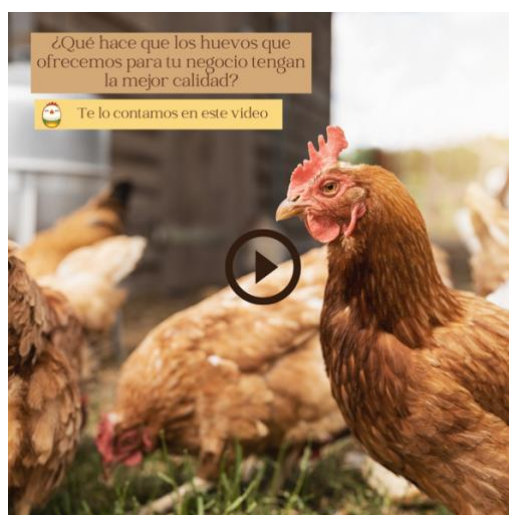 ¿Qué hace que los huevos que
ofrecemos para tu negocio tengan
la mejor calidad?
Te lo contamos en este video